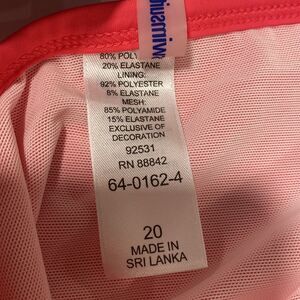 80% POLY
20% ELASTANE
LINING:
92% POLYESTER
8% ELASTANE
MESH:
85% POLYAMIDE
15% ELASTANE
EXCLUSIVE OF
DECORATION
92531
RN 88842
64-0162-4
20
MADE IN
SRI LANKA